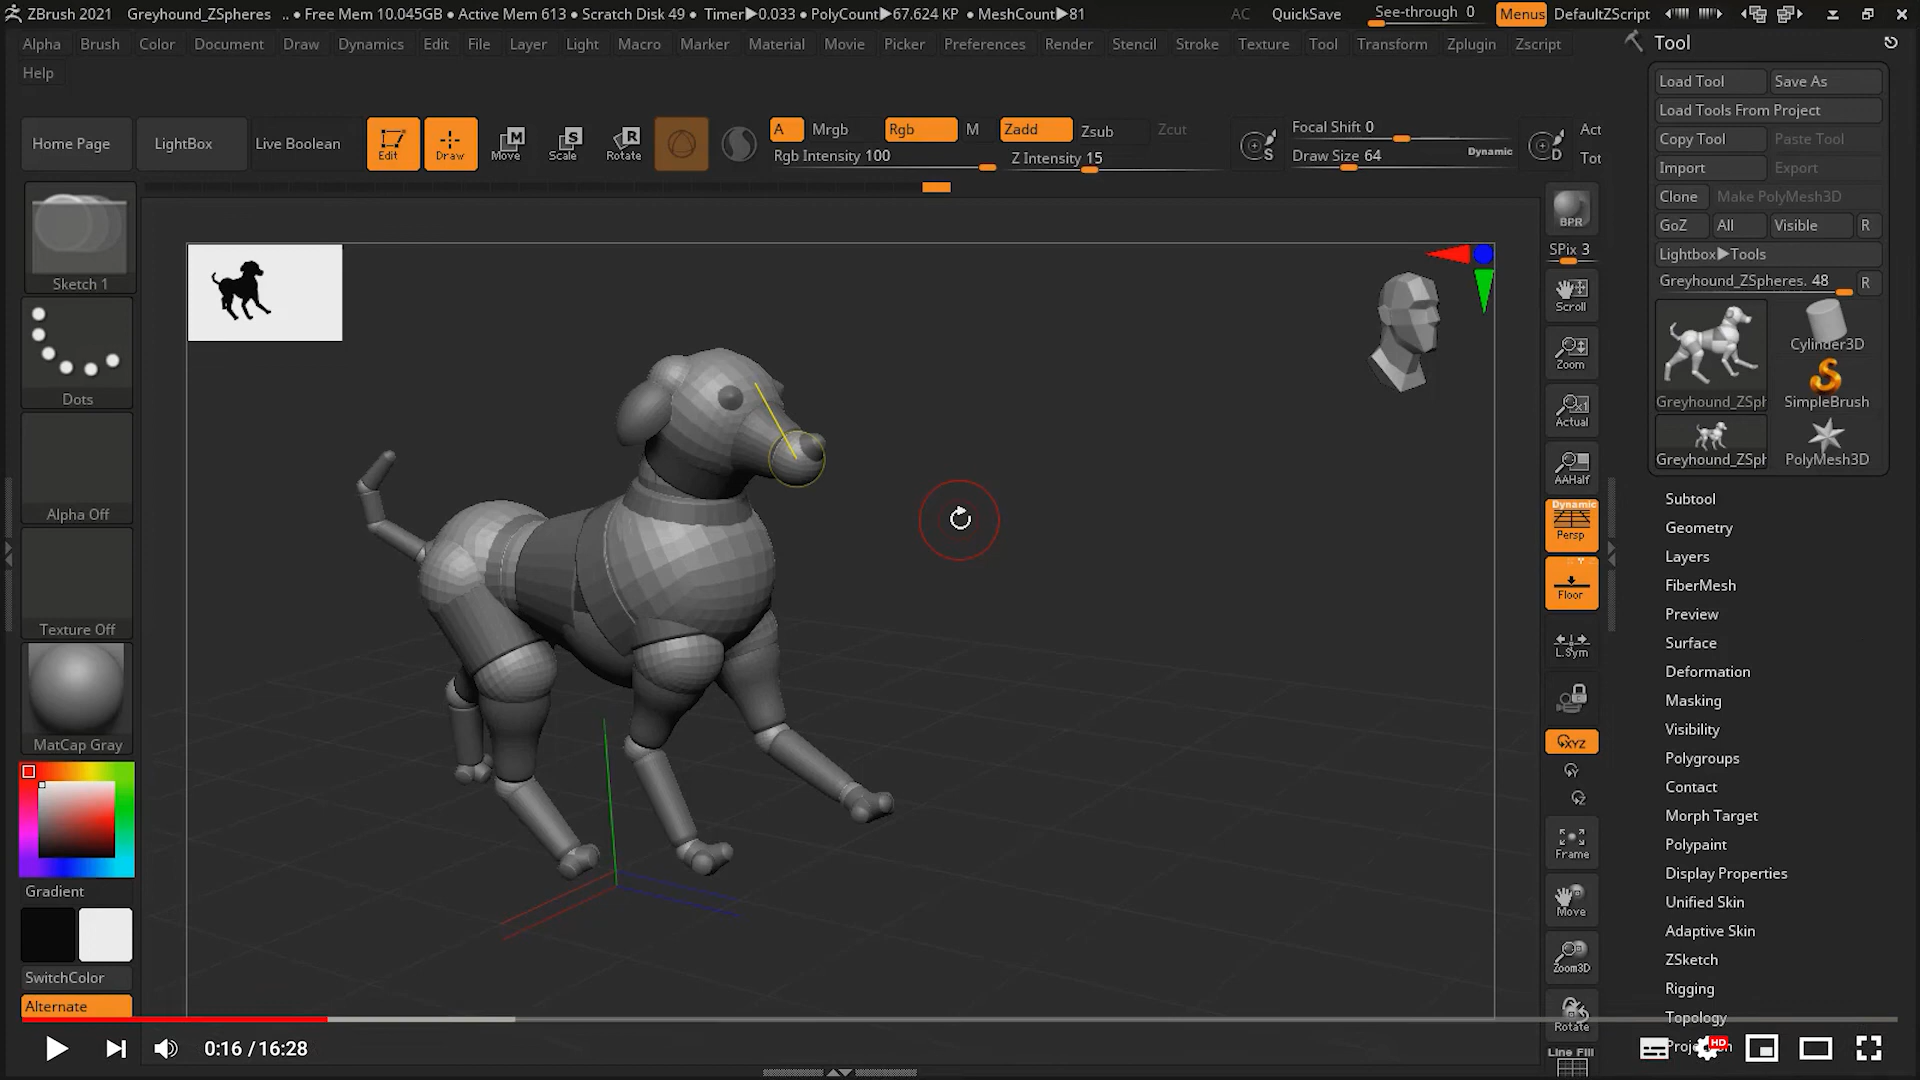 ZBrush 2021 Greyhound_ZSpheres .. • Free Mem 10.045GB • Active Mem 613 • Scratch Disk 49 • Timer▶0.033 • PolyCount▶67.624 KP • MeshCount▶81 AC QuickSave See-through 0 Menus DefaultZScript
Alpha Brush Color Document Draw Dynamics Edit File Layer Light Macro Marker Material Movie Picker Preferences Render Stencil Stroke Texture Tool Transform Zplugin Zscript
Help
Home Page LightBox Live Boolean Edit Draw Move Scale Rotate
A Mrgb Rgb M Zadd Zsub Zcut
Rgb Intensity 100 Z Intensity 15
S
Focal Shift 0
Draw Size 64 Dynamic
D
Act
Tot
Sketch 1
Dots
Alpha Off
Texture Off
MatCap Gray
Gradient
SwitchColor
Alternate
BPR
SPix 3
Scroll
Zoom
Actual
AAHalf
Dynamic
Persp
Floor
L.Sym
XYZ
Y
Z
Frame
Move
Zoom3D
Rotate
Line Fill
Tool
Load Tool Save As
Load Tools From Project
Copy Tool Paste Tool
Import Export
Clone Make PolyMesh3D
GoZ All Visible R
Lightbox▶Tools
Greyhound_ZSpheres. 48 R
Cylinder3D
Greyhound_ZSph SimpleBrush
Greyhound_ZSph PolyMesh3D
Subtool
Geometry
Layers
FiberMesh
Preview
Surface
Deformation
Masking
Visibility
Polygroups
Contact
Morph Target
Polypaint
Display Properties
Unified Skin
Adaptive Skin
ZSketch
Rigging
Topology
0:16 / 16:28
HD